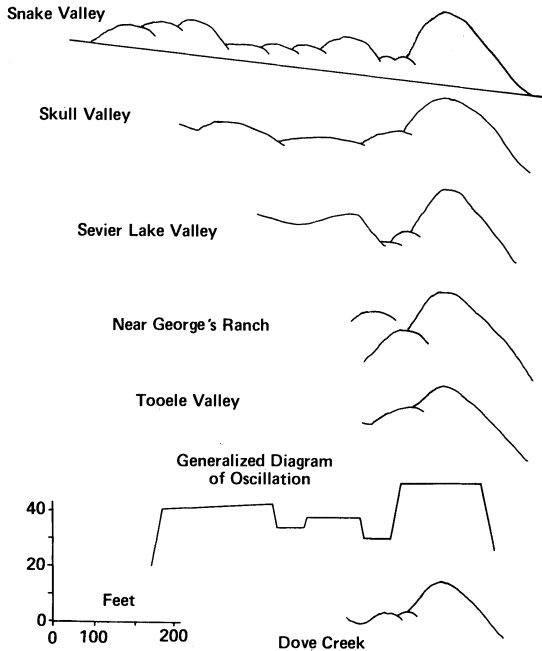 Snake Valley
Skull Valley
Sevier Lake Valley
Near George's Ranch
Tooele Valley
Generalized Diagram
of Oscillation
40
20
0
Feet
0 100 200
Dove Creek